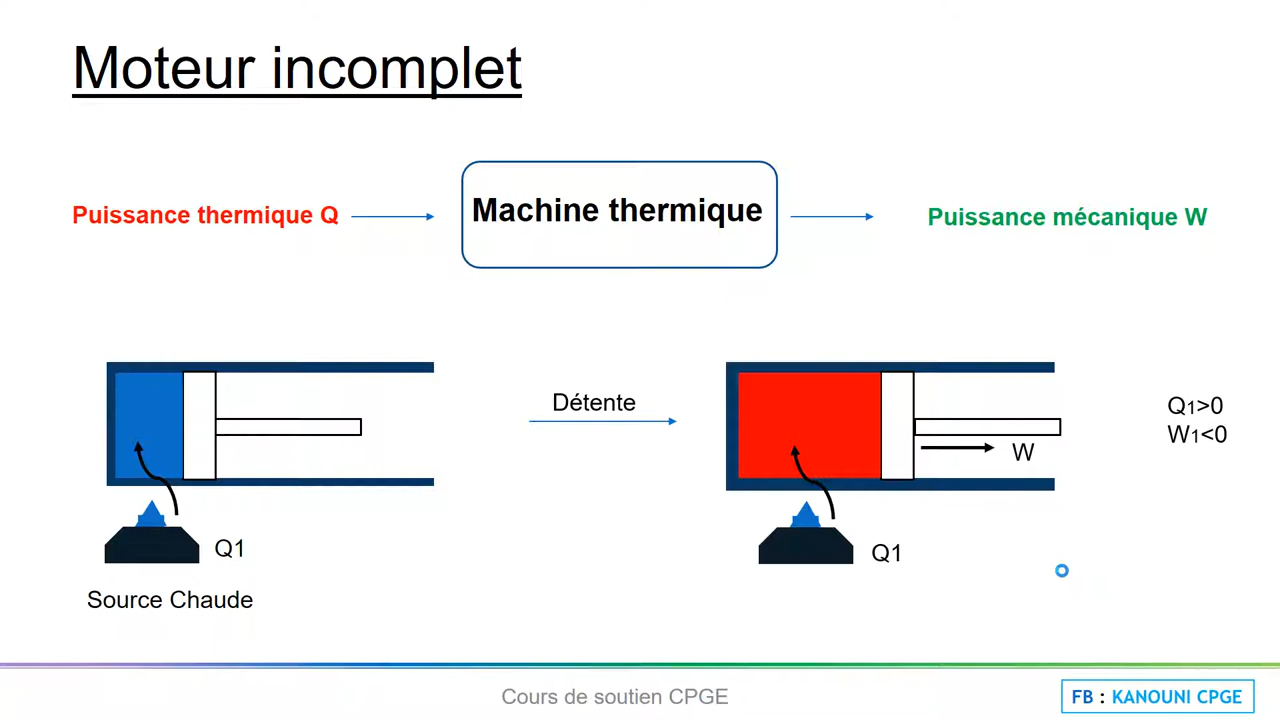 Moteur incomplet
Puissance thermique Q
Machine thermique
Puissance mécanique W
Détente
Q1>0
W1<0
W
Q1
Q1
Source Chaude
Cours de soutien CPGE
FB : KANOUNI CPGE